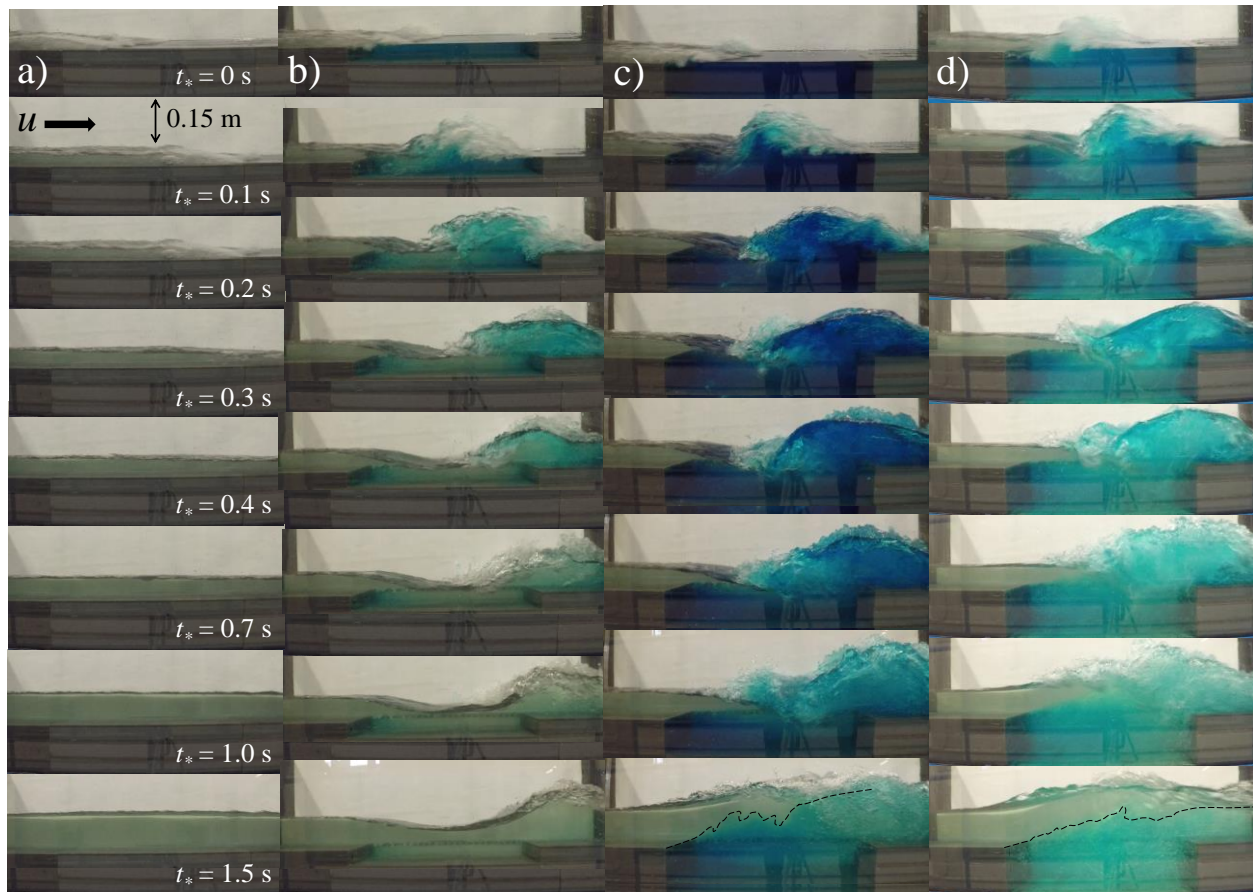 a)
b)
c)
d)
t* = 0 s
u
0.15 m
t* = 0.1 s
t* = 0.2 s
t* = 0.3 s
t* = 0.4 s
t* = 0.7 s
t* = 1.0 s
t* = 1.5 s